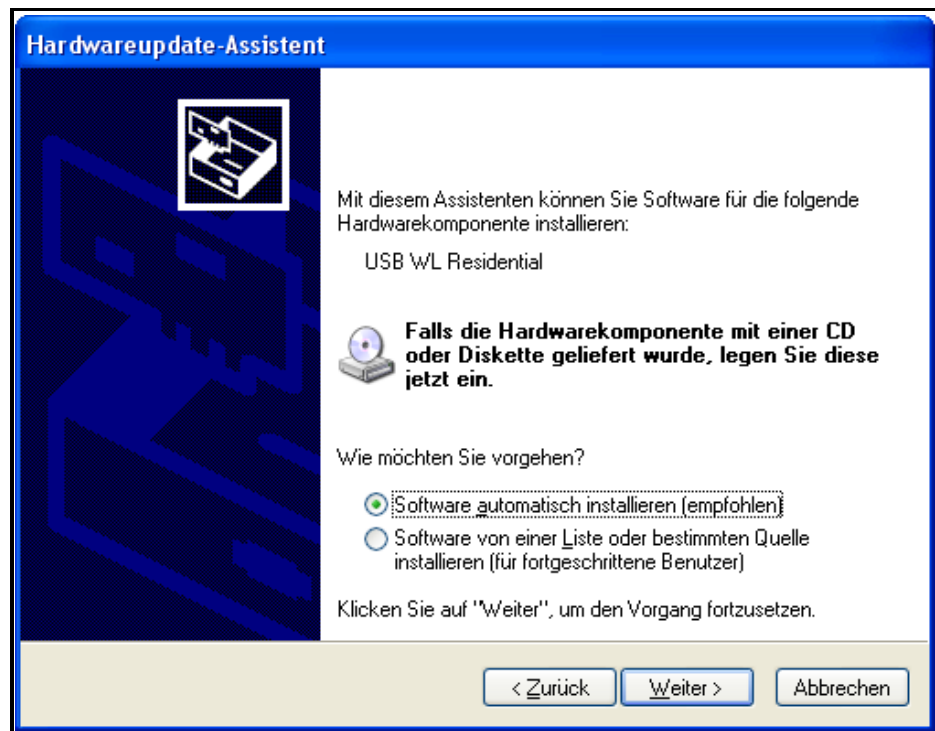 Hardwareupdate-Assistent
Mit diesem Assistenten können Sie Software für die folgende
Hardwarekomponente installieren:
USB WL Residential
Falls die Hardwarekomponente mit einer CD
oder Diskette geliefert wurde, legen Sie diese
jetzt ein.
Wie möchten Sie vorgehen?
Software automatisch installieren (empfohlen)
Software von einer Liste oder bestimmten Quelle
installieren (für fortgeschrittene Benutzer)
Klicken Sie auf "Weiter", um den Vorgang fortzusetzen.
< Zurück Weiter > Abbrechen